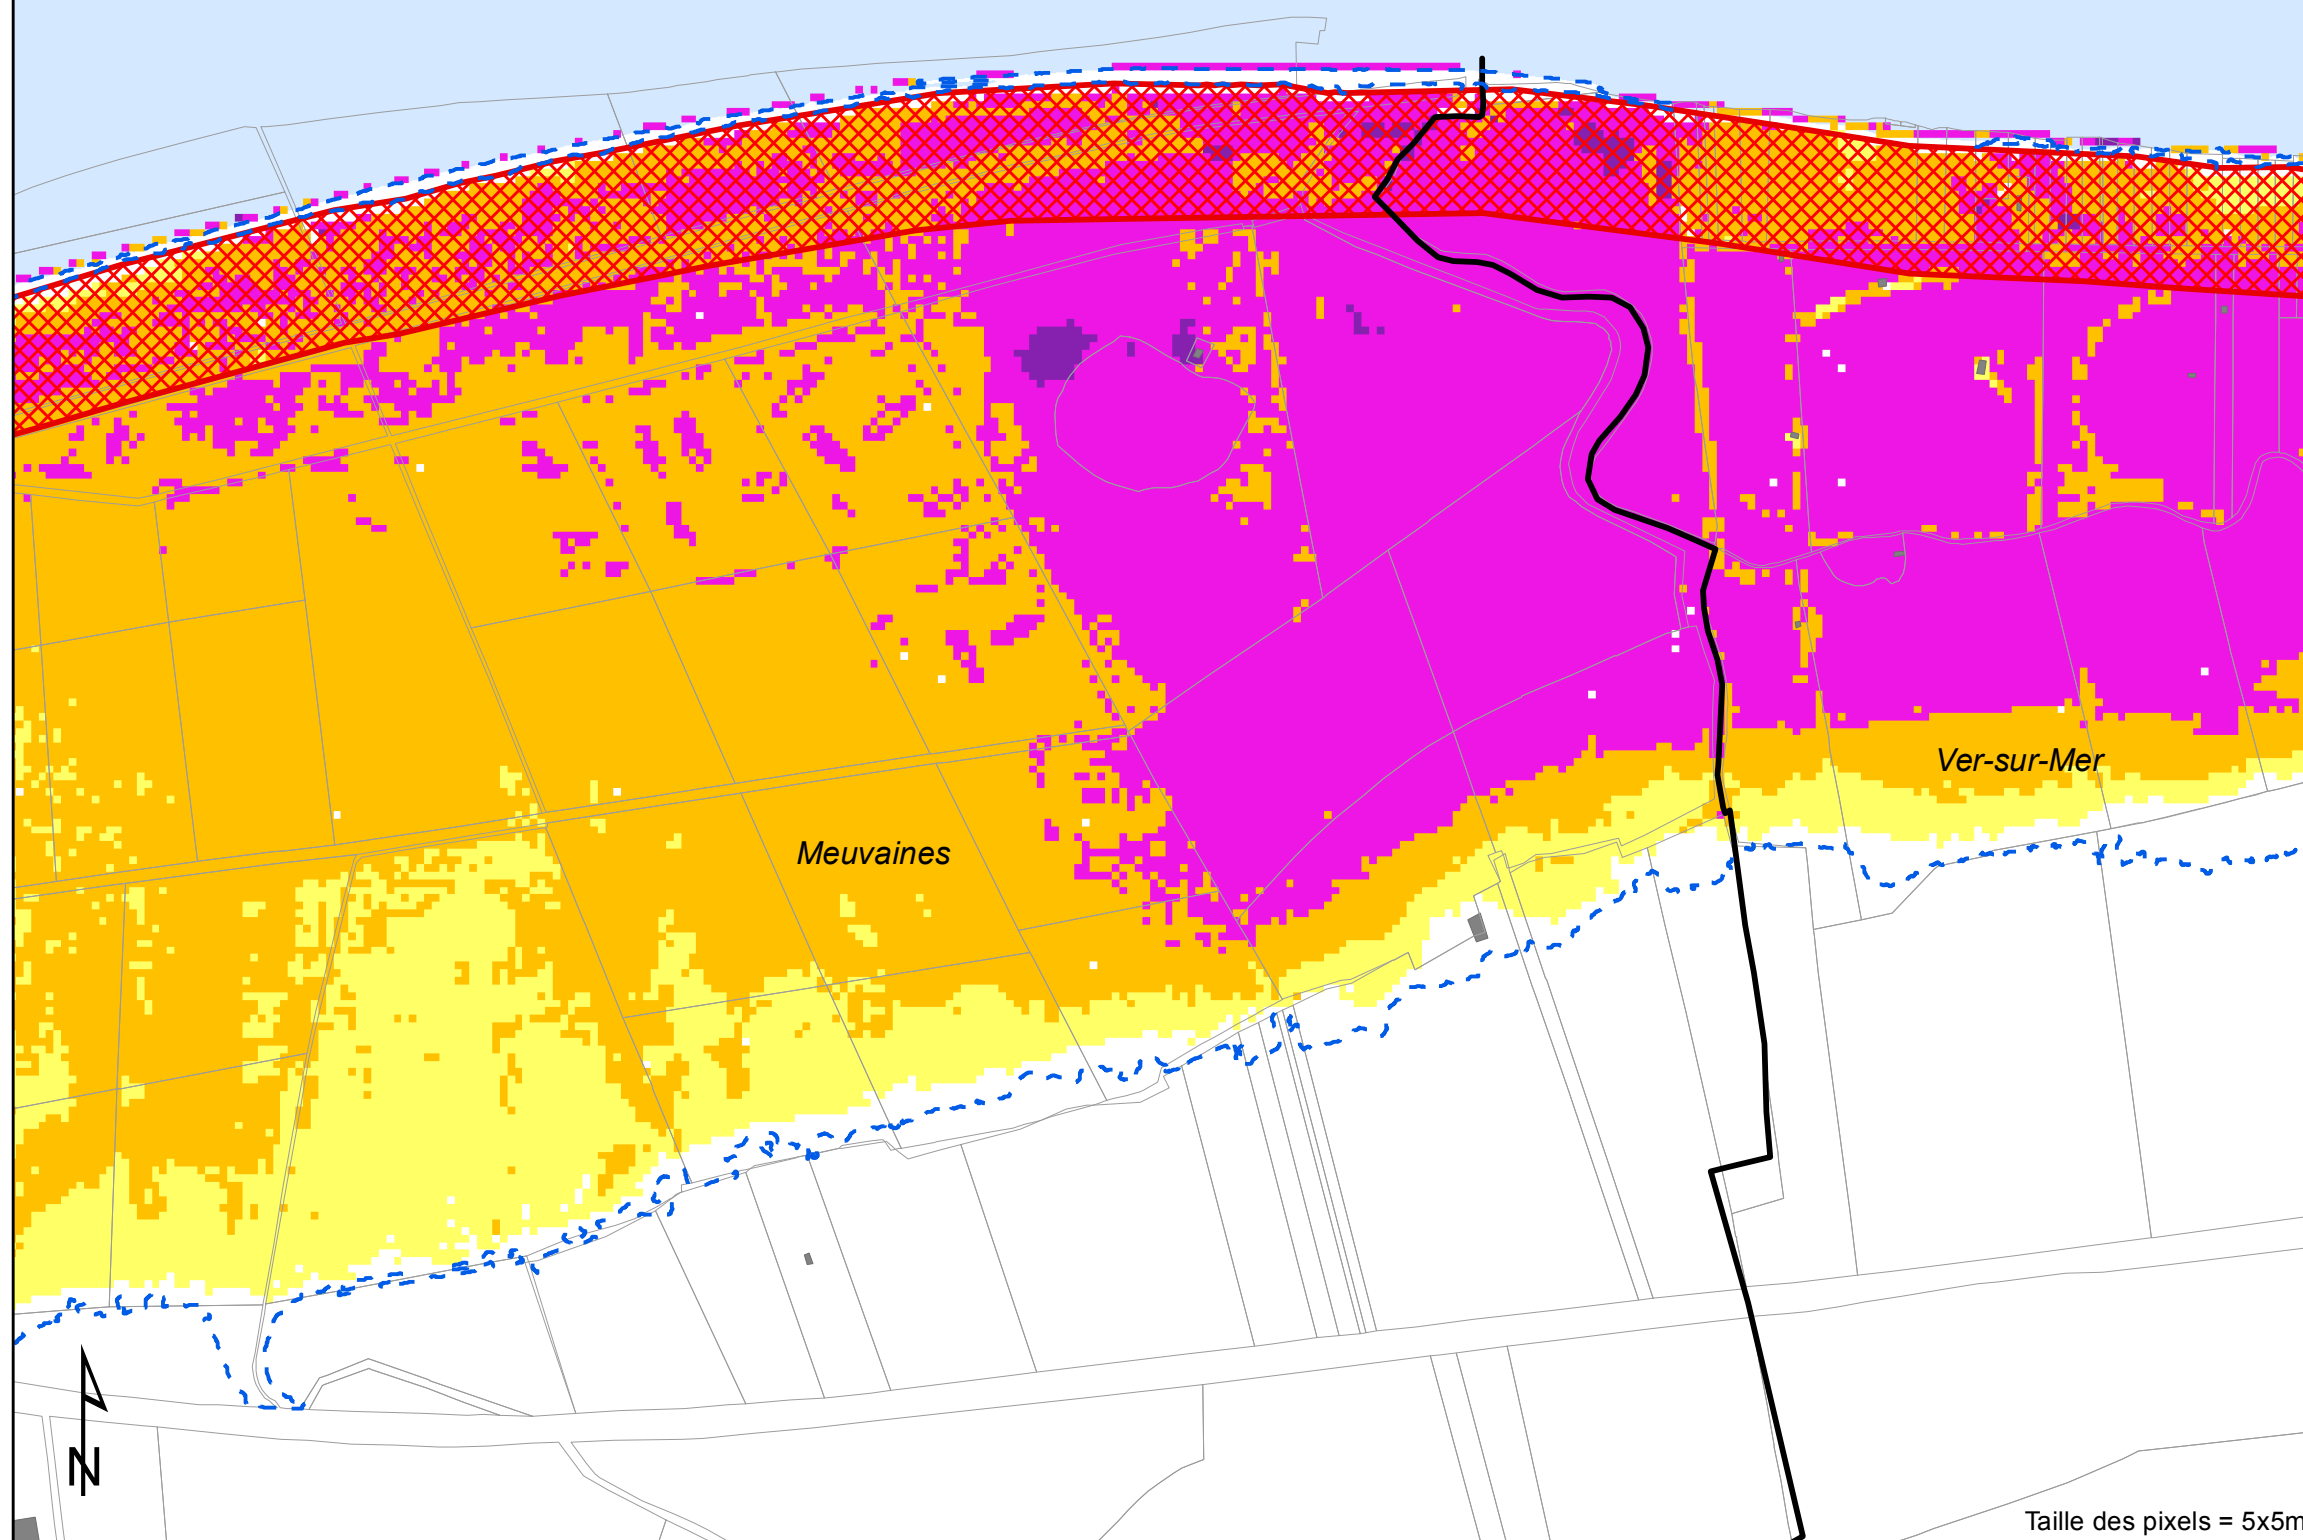 Ver-sur-Mer
Meuvaines
N
Taille des pixels = 5x5m